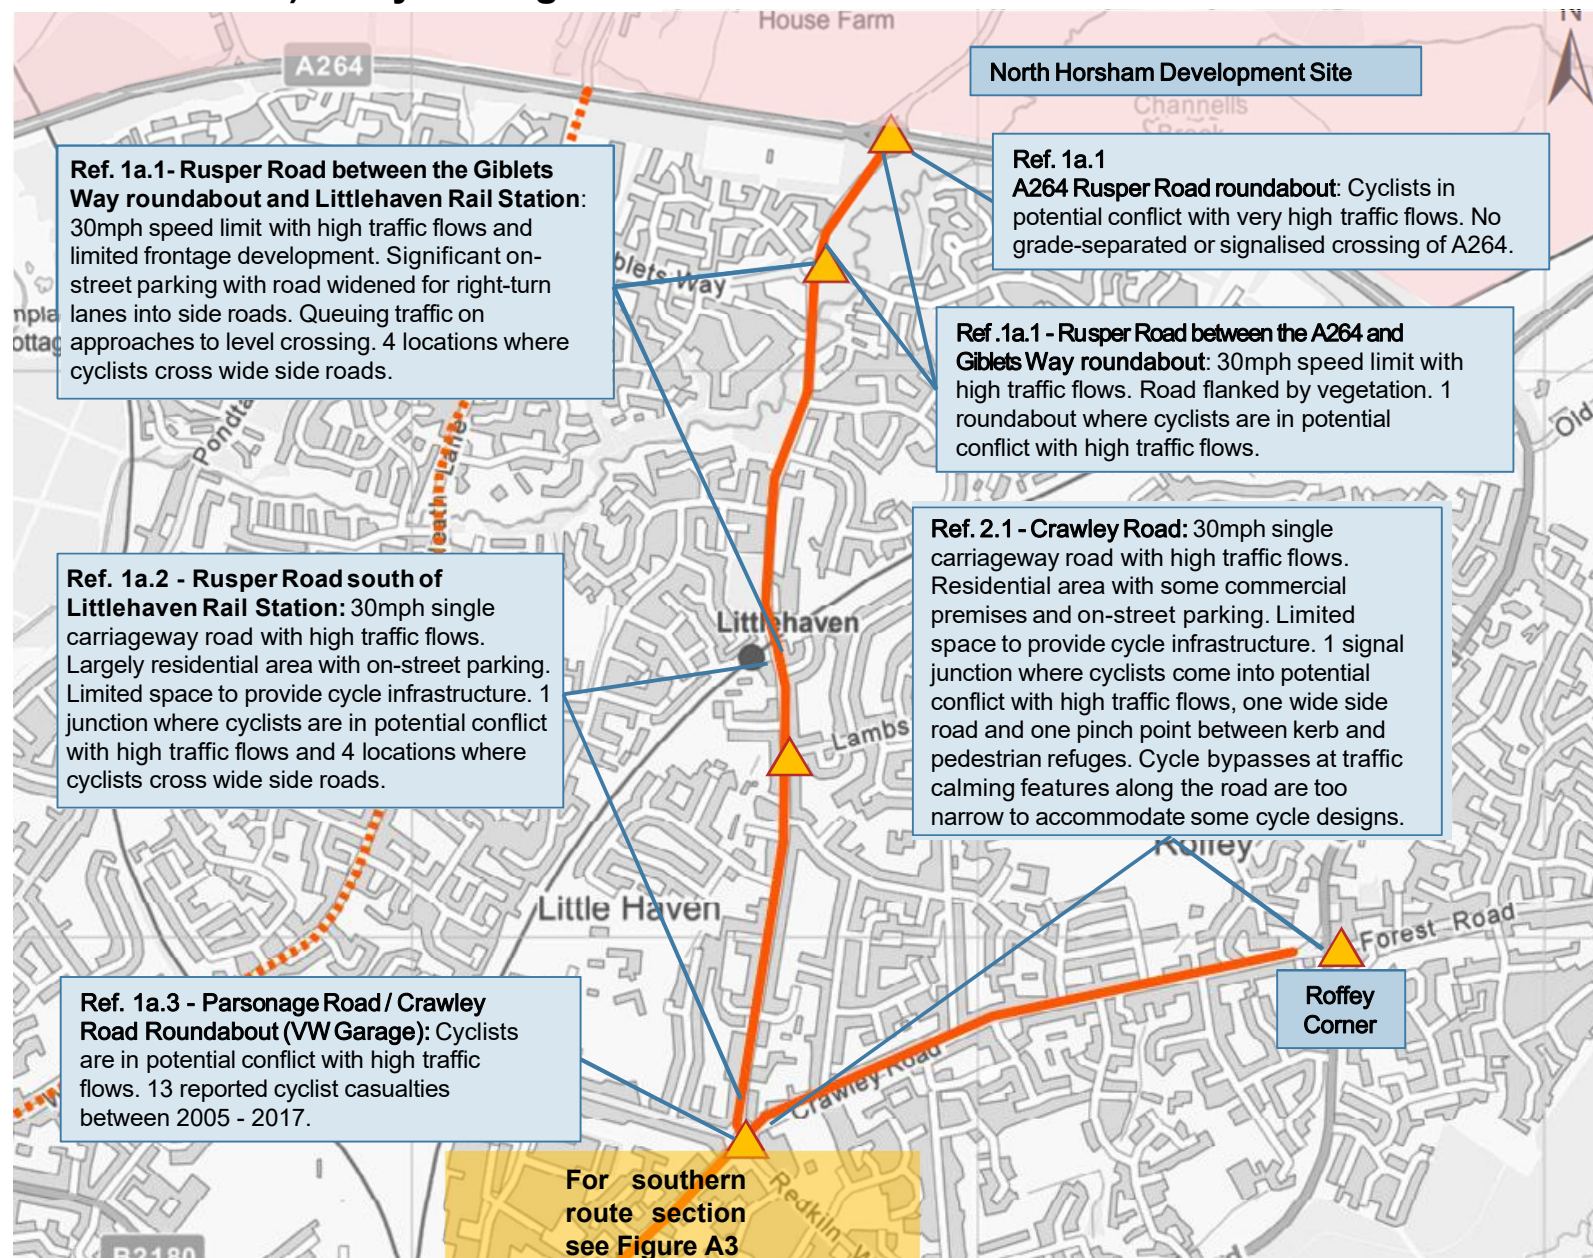 House Farm
N
A264
North Horsham Development Site
Channells
Brook
Ref. 1a.1- Rusper Road between the Giblets
Way roundabout and Littlehaven Rail Station:
30mph speed limit with high traffic flows and
limited frontage development. Significant on-
street parking with road widened for right-turn
lanes into side roads. Queuing traffic on
approaches to level crossing. 4 locations where
cyclists cross wide side roads.
Ref. 1a.1
A264 Rusper Road roundabout: Cyclists in
potential conflict with very high traffic flows. No
grade-separated or signalised crossing of A264.
blets Way
Ref .1a.1 - Rusper Road between the A264 and
Giblets Way roundabout: 30mph speed limit with
high traffic flows. Road flanked by vegetation. 1
roundabout where cyclists are in potential
conflict with high traffic flows.
Pondta
eath Lane
Old
Ref. 2.1 - Crawley Road: 30mph single
carriageway road with high traffic flows.
Residential area with some commercial
premises and on-street parking. Limited
space to provide cycle infrastructure. 1 signal
junction where cyclists come into potential
conflict with high traffic flows, one wide side
road and one pinch point between kerb and
pedestrian refuges. Cycle bypasses at traffic
calming features along the road are too
narrow to accommodate some cycle designs.
Ref. 1a.2 - Rusper Road south of
Littlehaven Rail Station: 30mph single
carriageway road with high traffic flows.
Largely residential area with on-street parking.
Limited space to provide cycle infrastructure. 1
junction where cyclists are in potential conflict
with high traffic flows and 4 locations where
cyclists cross wide side roads.
Littlehaven
Lambs
Roffey
Little Haven
Forest Road
Roffey
Corner
Ref. 1a.3 - Parsonage Road / Crawley
Road Roundabout (VW Garage): Cyclists
are in potential conflict with high traffic
flows. 13 reported cyclist casualties
between 2005 - 2017.
Crawley Road
For southern
route section
see Figure A3
Redkiln W
B2180